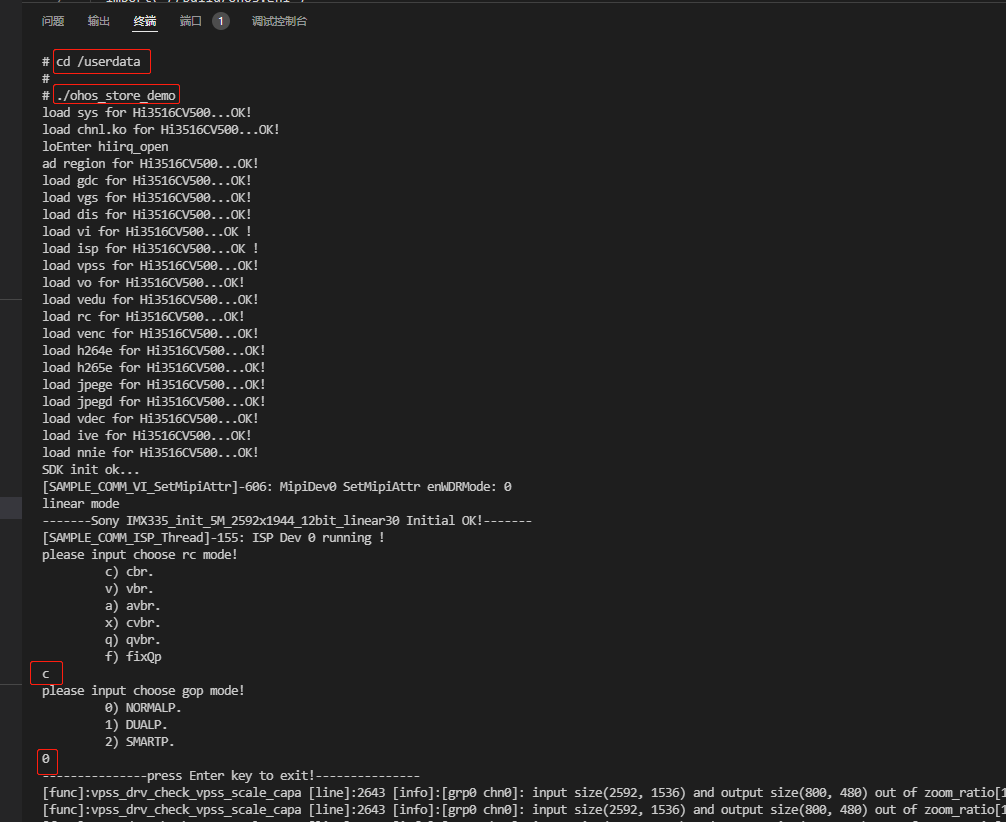 import( //build/ohos.gni )
问题 输出 终端 端口 1 调试控制台
# cd /userdata
#
# ./ohos_store_demo
load sys for Hi3516CV500...OK!
load chnl.ko for Hi3516CV500...OK!
loEnter hiirq_open
ad region for Hi3516CV500...OK!
load gdc for Hi3516CV500...OK!
load vgs for Hi3516CV500...OK!
load dis for Hi3516CV500...OK!
load vi for Hi3516CV500...OK !
load isp for Hi3516CV500...OK !
load vpss for Hi3516CV500...OK!
load vo for Hi3516CV500...OK!
load vedu for Hi3516CV500...OK!
load rc for Hi3516CV500...OK!
load venc for Hi3516CV500...OK!
load h264e for Hi3516CV500...OK!
load h265e for Hi3516CV500...OK!
load jpege for Hi3516CV500...OK!
load jpegd for Hi3516CV500...OK!
load vdec for Hi3516CV500...OK!
load ive for Hi3516CV500...OK!
load nnie for Hi3516CV500...OK!
SDK init ok...
[SAMPLE_COMM_VI_SetMipiAttr]-606: MipiDev0 SetMipiAttr enWDRMode: 0
linear mode
-------Sony IMX335_init_5M_2592x1944_12bit_linear30 Initial OK!-------
[SAMPLE_COMM_ISP_Thread]-155: ISP Dev 0 running !
please input choose rc mode!
c) cbr.
v) vbr.
a) avbr.
x) cvbr.
q) qvbr.
f) fixQp
c
please input choose gop mode!
0) NORMALP.
1) DUALP.
2) SMARTP.
0
---------------press Enter key to exit!---------------
[func]:vpss_drv_check_vpss_scale_capa [line]:2643 [info]:[grp0 chn0]: input size(2592, 1536) and output size(800, 480) out of zoom_ratio[1
[func]:vpss_drv_check_vpss_scale_capa [line]:2643 [info]:[grp0 chn0]: input size(2592, 1536) and output size(800, 480) out of zoom_ratio[1